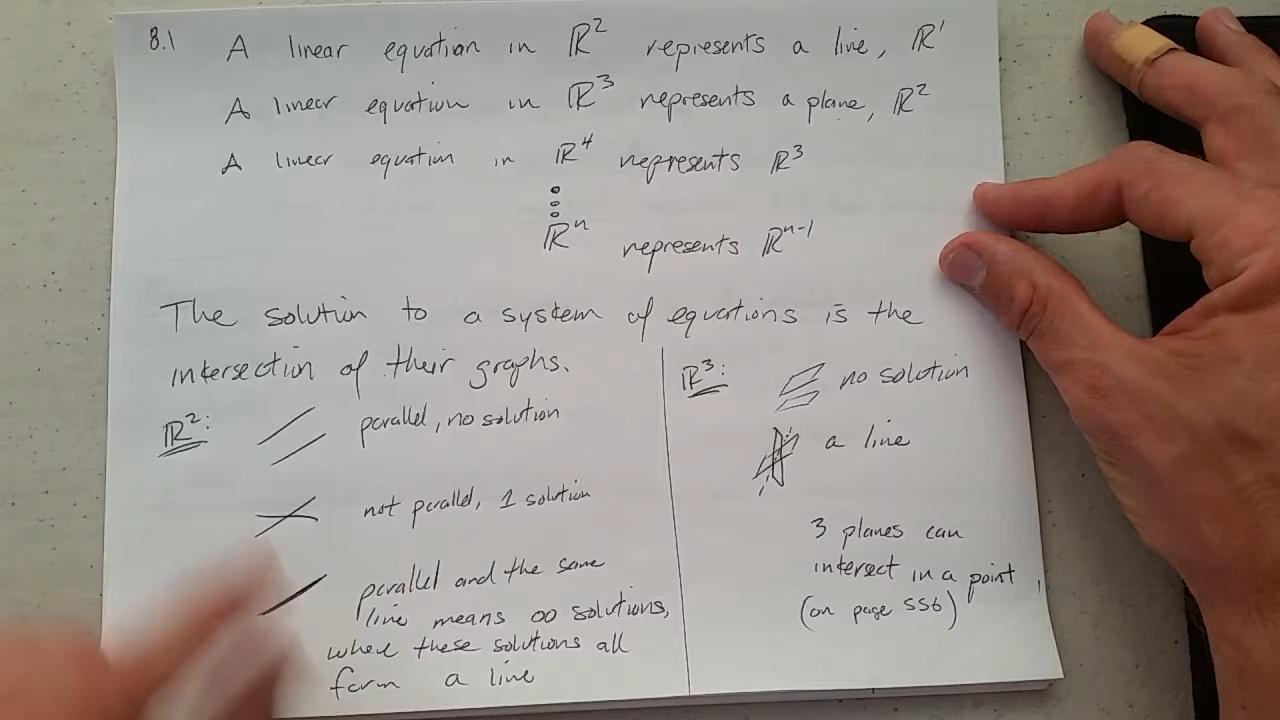 8.1 A linear equation in ℝ² represents a line, ℝ¹
A linear equation in ℝ³ represents a plane, ℝ²
A linear equation in ℝ⁴ represents ℝ³
ℝⁿ represents ℝⁿ⁻¹
The solution to a system of equations is the
intersection of their graphs.
ℝ²:
parallel, no solution
not parallel, 1 solution
parallel and the same
line means ∞ solutions,
where these solutions all
form a line
ℝ³:
no solution
a line
3 planes can
intersect in a point
(on page 556)